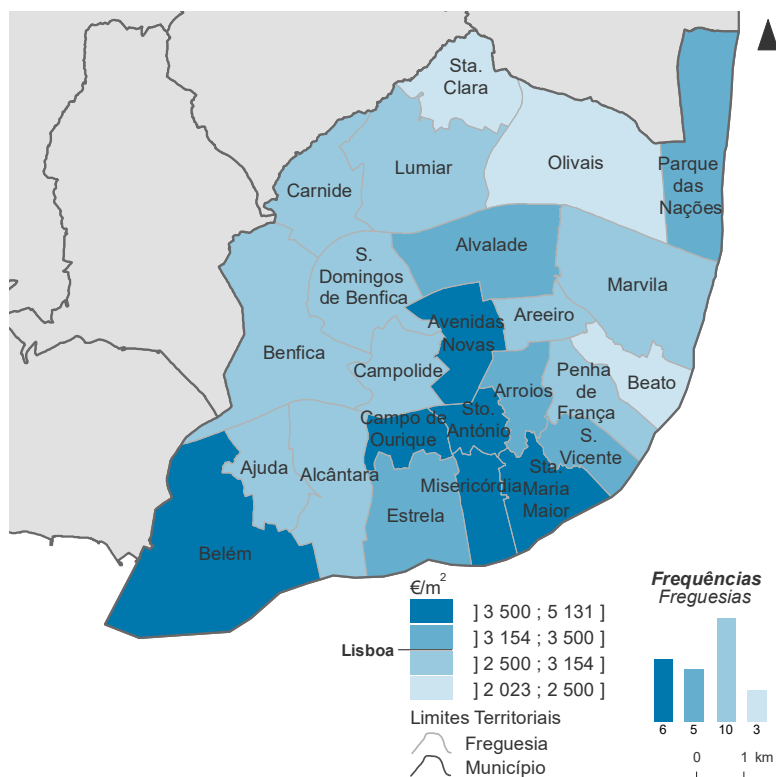 Sta.
Clara
Olivais
Lumiar
Parque
das
Nações
Carnide
Alvalade
S.
Domingos
de Benfica
Marvila
Avenidas
Novas
Areeiro
Benfica
Campolide
Penha
de
França
Beato
Arroios
Campo de
Ourique
Sto.
António
S.
Vicente
Ajuda
Alcântara
Misericórdia
Sta.
Maria
Maior
Estrela
Belém
€/m²
] 3 500 ; 5 131 ]
] 3 154 ; 3 500 ]
Lisboa
] 2 500 ; 3 154 ]
] 2 023 ; 2 500 ]
Limites Territoriais
Freguesia
Município
Frequências
Freguesias
6 5 10 3
0 1 km